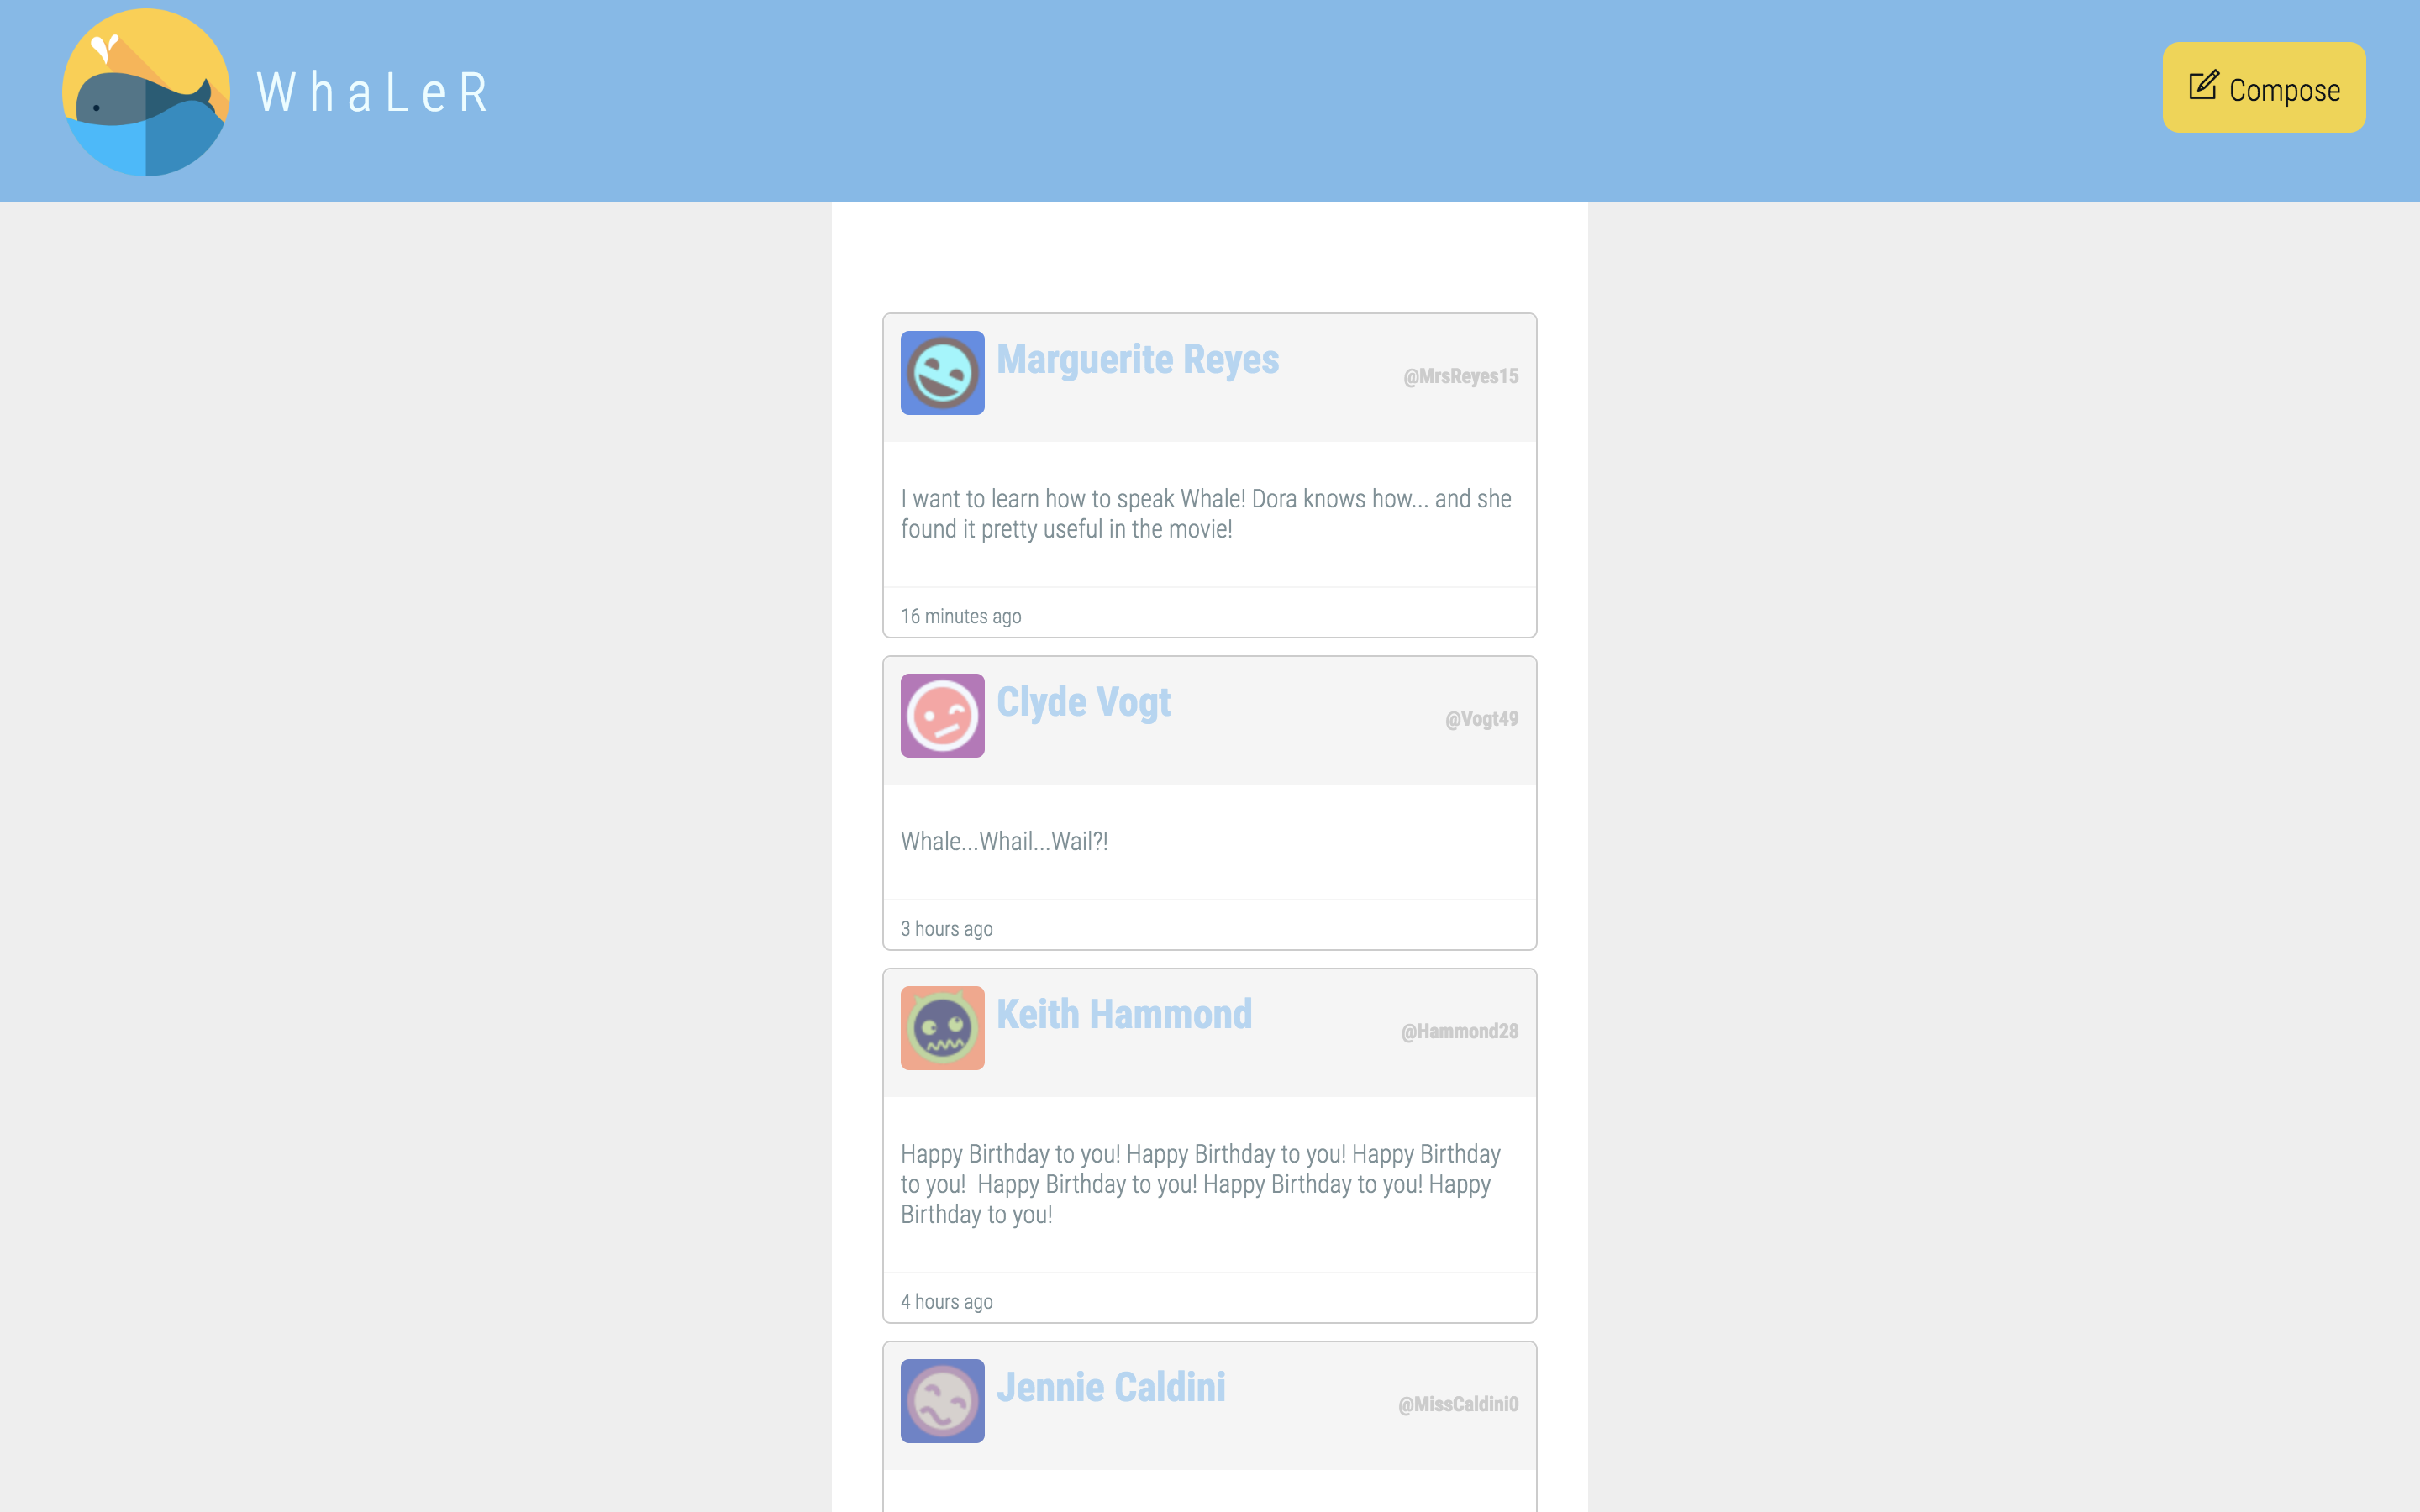 WhaLeR
Compose
Marguerite Reyes
@MrsReyes15
I want to learn how to speak Whale! Dora knows how... and she
found it pretty useful in the movie!
16 minutes ago
Clyde Vogt
@Vogt49
Whale...Whail...Wail?!
3 hours ago
Keith Hammond
@Hammond28
Happy Birthday to you! Happy Birthday to you! Happy Birthday
to you!  Happy Birthday to you! Happy Birthday to you! Happy
Birthday to you!
4 hours ago
Jennie Caldini
@MissCaldini0